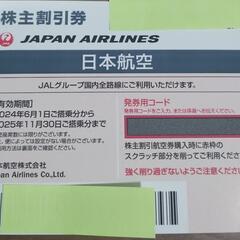 株主割引券
JAPAN AIRLINES
日本航空
JALグループ国内全路線にご利用いただけます。
有効期間
2024年6月1日ご搭乗分から
2025年11月30日ご搭乗分まで
発券用コード
株主割引航空券購入時に赤枠の
スクラッチ部分を削ってご利用ください。
強く削り過ぎないようご注意ください
本航空株式会社
pan Airlines Co., Ltd.